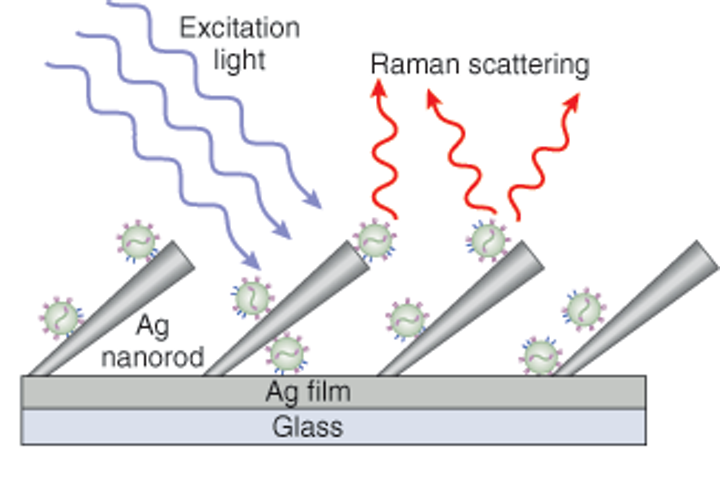 Excitation
light
Raman scattering
Ag
nanorod
Ag film
Glass